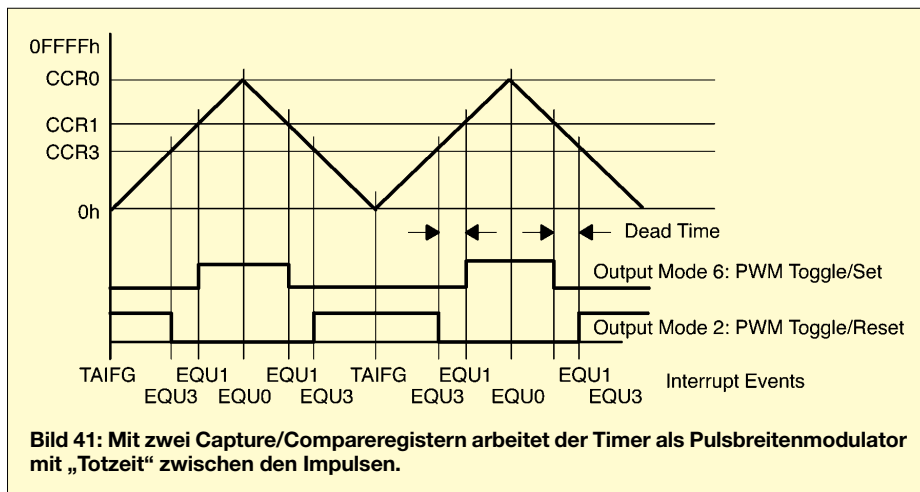 0FFFFh
CCR0
CCR1
CCR3
0h
Dead Time
Output Mode 6: PWM Toggle/Set
Output Mode 2: PWM Toggle/Reset
TAIFG EQU1 EQU1 TAIFG EQU1 EQU1 Interrupt Events
EQU3 EQU0 EQU3 EQU3 EQU0 EQU3
Bild 41: Mit zwei Capture/Compareregistern arbeitet der Timer als Pulsbreitenmodulator
mit „Totzeit“ zwischen den Impulsen.